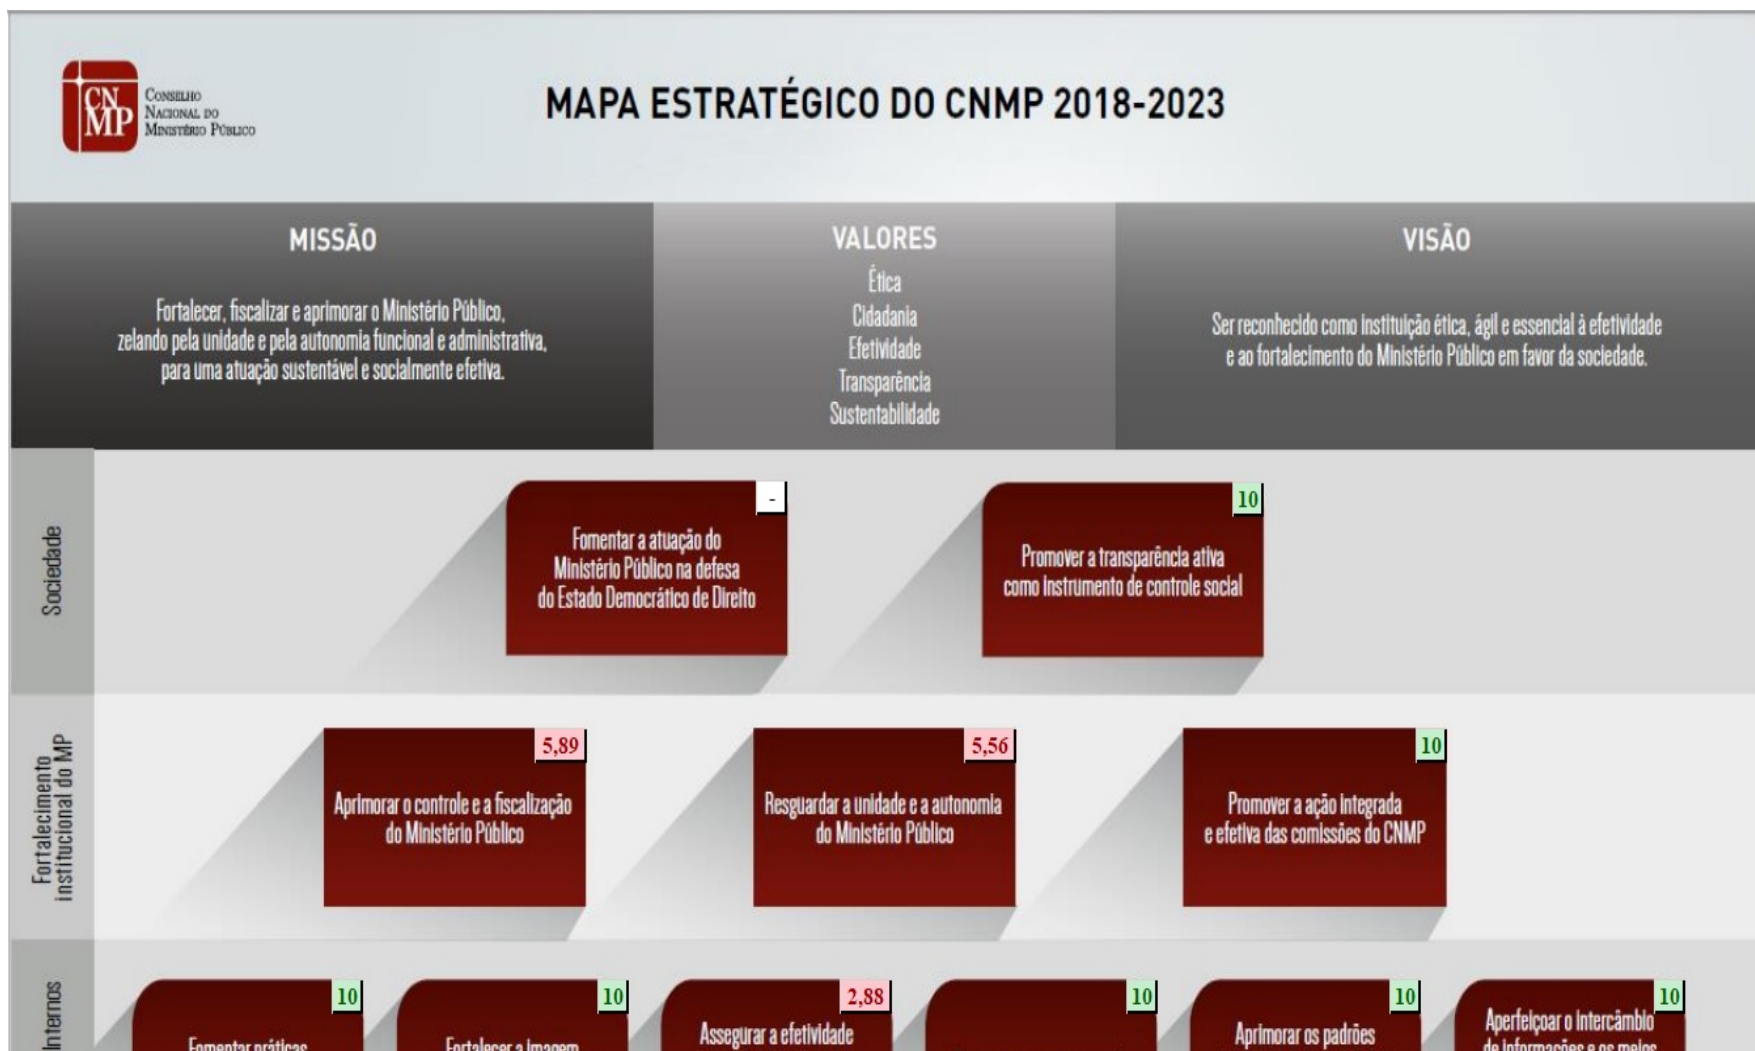 CN
MP
CONSELHO
NACIONAL DO
MINISTÉRIO PÚBLICO
MAPA ESTRATÉGICO DO CNMP 2018-2023
MISSÃO
Fortalecer, fiscalizar e aprimorar o Ministério Público,
zelando pela unidade e pela autonomia funcional e administrativa,
para uma atuação sustentável e socialmente efetiva.
VALORES
Ética
Cidadania
Efetividade
Transparência
Sustentabilidade
VISÃO
Ser reconhecido como instituição ética, ágil e essencial à efetividade
e ao fortalecimento do Ministério Público em favor da sociedade.
Sociedade
-
Fomentar a atuação do
Ministério Público na defesa
do Estado Democrático de Direito
10
Promover a transparência ativa
como instrumento de controle social
Fortalecimento
institucional do MP
5,89
Aprimorar o controle e a fiscalização
do Ministério Público
5,56
Resguardar a unidade e a autonomia
do Ministério Público
10
Promover a ação integrada
e efetiva das comissões do CNMP
Internos
10
Fomentar práticas
10
Fortalecer a imagem
2,88
Assegurar a efetividade
10
10
Aprimorar os padrões
10
Aperfeiçoar o intercâmbio
de informações e os meios